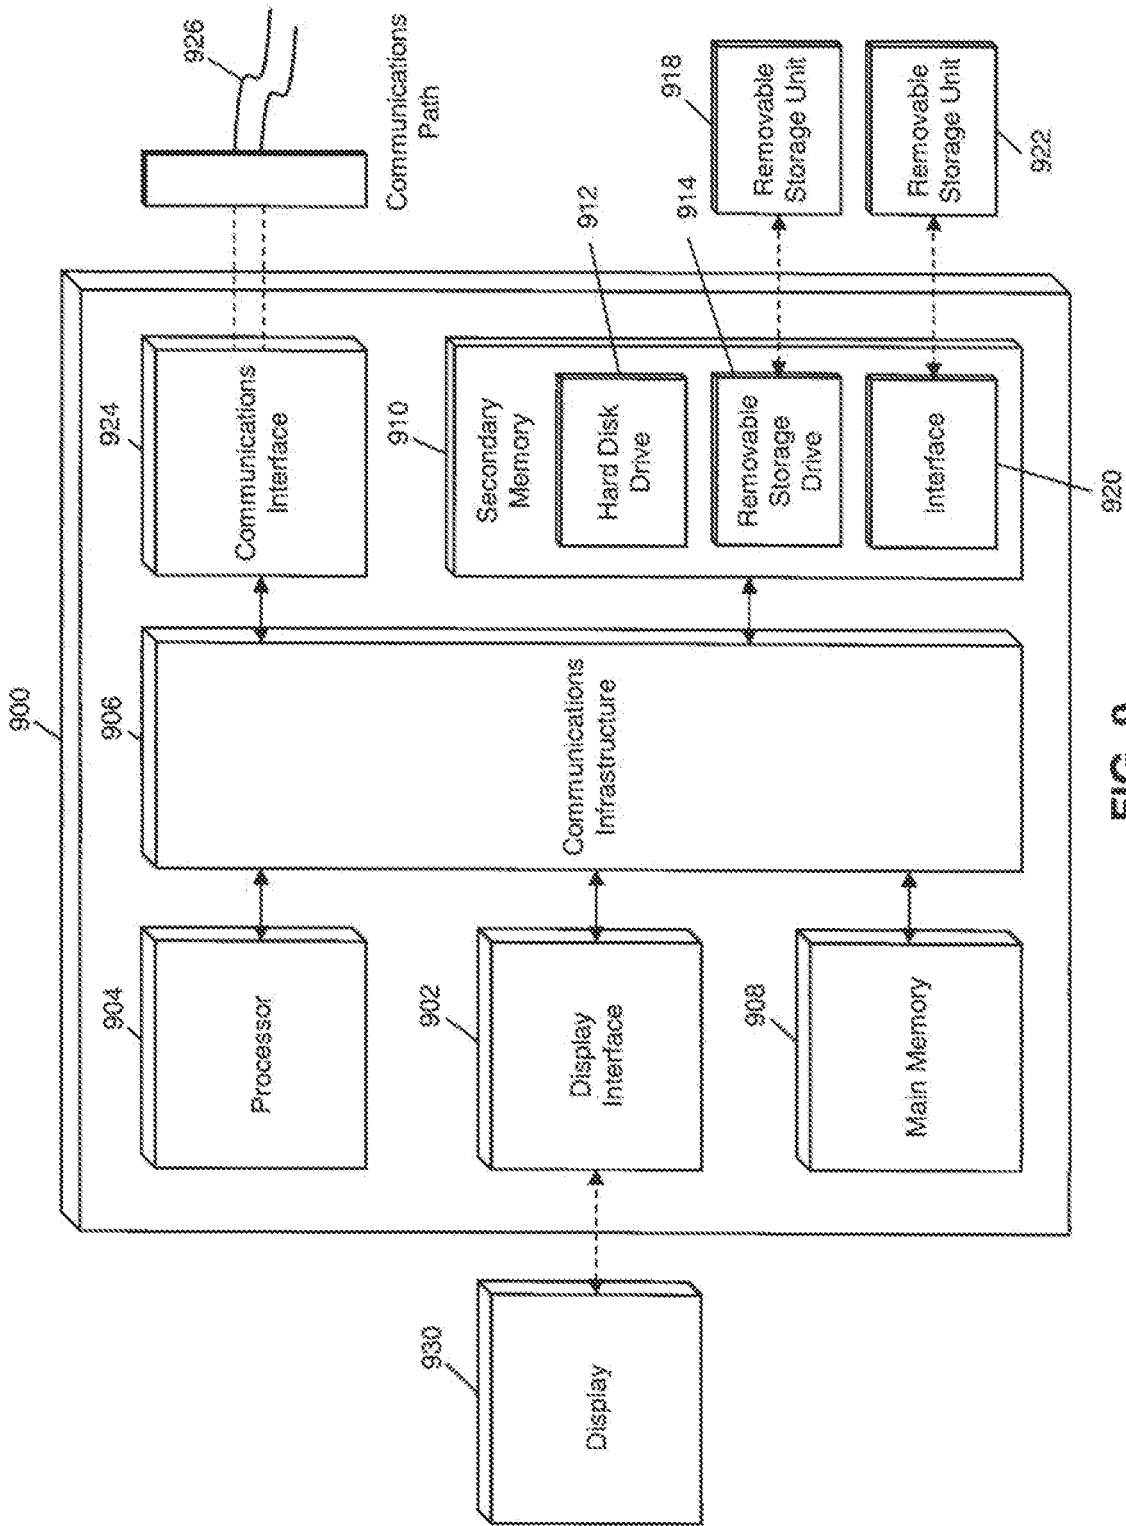 900
930
Display
904
Processor
902
Display
Interface
908
Main Memory
906
Communications
Infrastructure
924
Communications
Interface
910
Secondary
Memory
Hard Disk
Drive
912
Removable
Storage
Drive
914
Interface
920
926
Communications
Path
918
Removable
Storage Unit
Removable
Storage Unit
922
FIG. 9